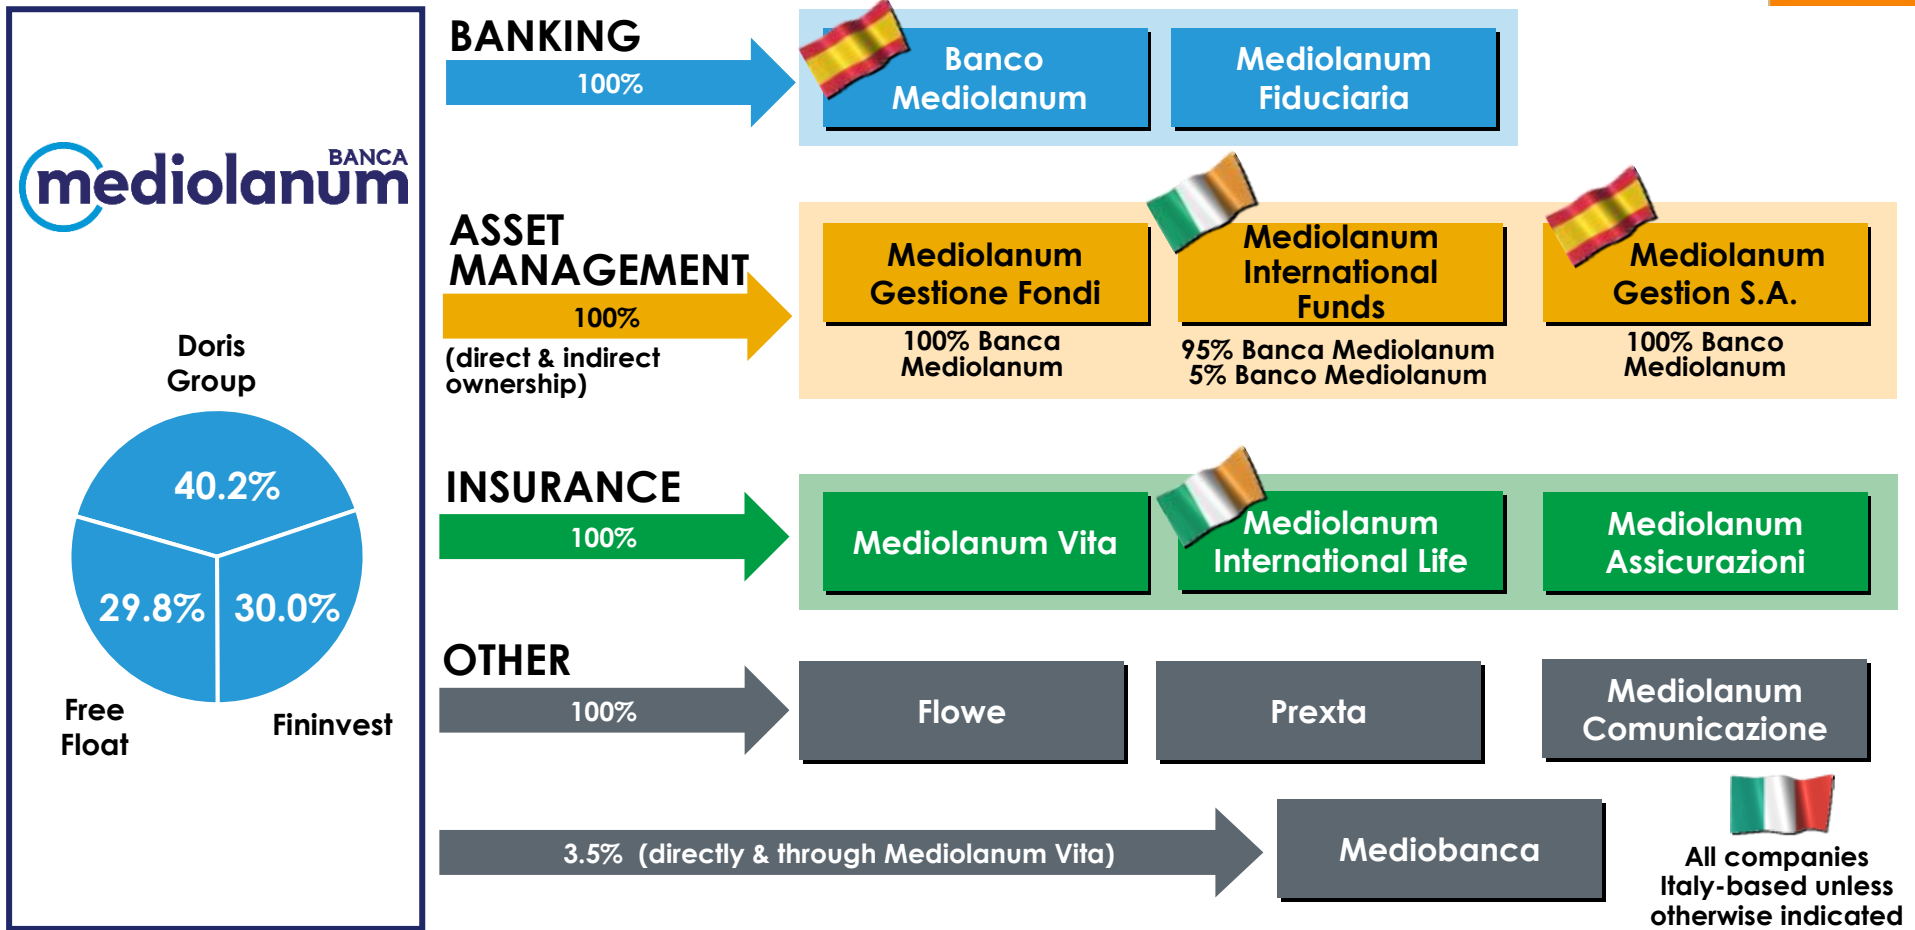 BANCA
mediolanum
Doris
Group
40.2%
29.8%
30.0%
Free
Float
Fininvest
BANKING
100%
Banco
Mediolanum
Mediolanum
Fiduciaria
ASSET
MANAGEMENT
100%
(direct & indirect
ownership)
Mediolanum
Gestione Fondi
100% Banca
Mediolanum
Mediolanum
International
Funds
95% Banca Mediolanum
5% Banco Mediolanum
Mediolanum
Gestion S.A.
100% Banco
Mediolanum
INSURANCE
100%
Mediolanum Vita
Mediolanum
International Life
Mediolanum
Assicurazioni
OTHER
100%
Flowe
Prexta
Mediolanum
Comunicazione
3.5% (directly & through Mediolanum Vita)
Mediobanca
All companies
Italy-based unless
otherwise indicated